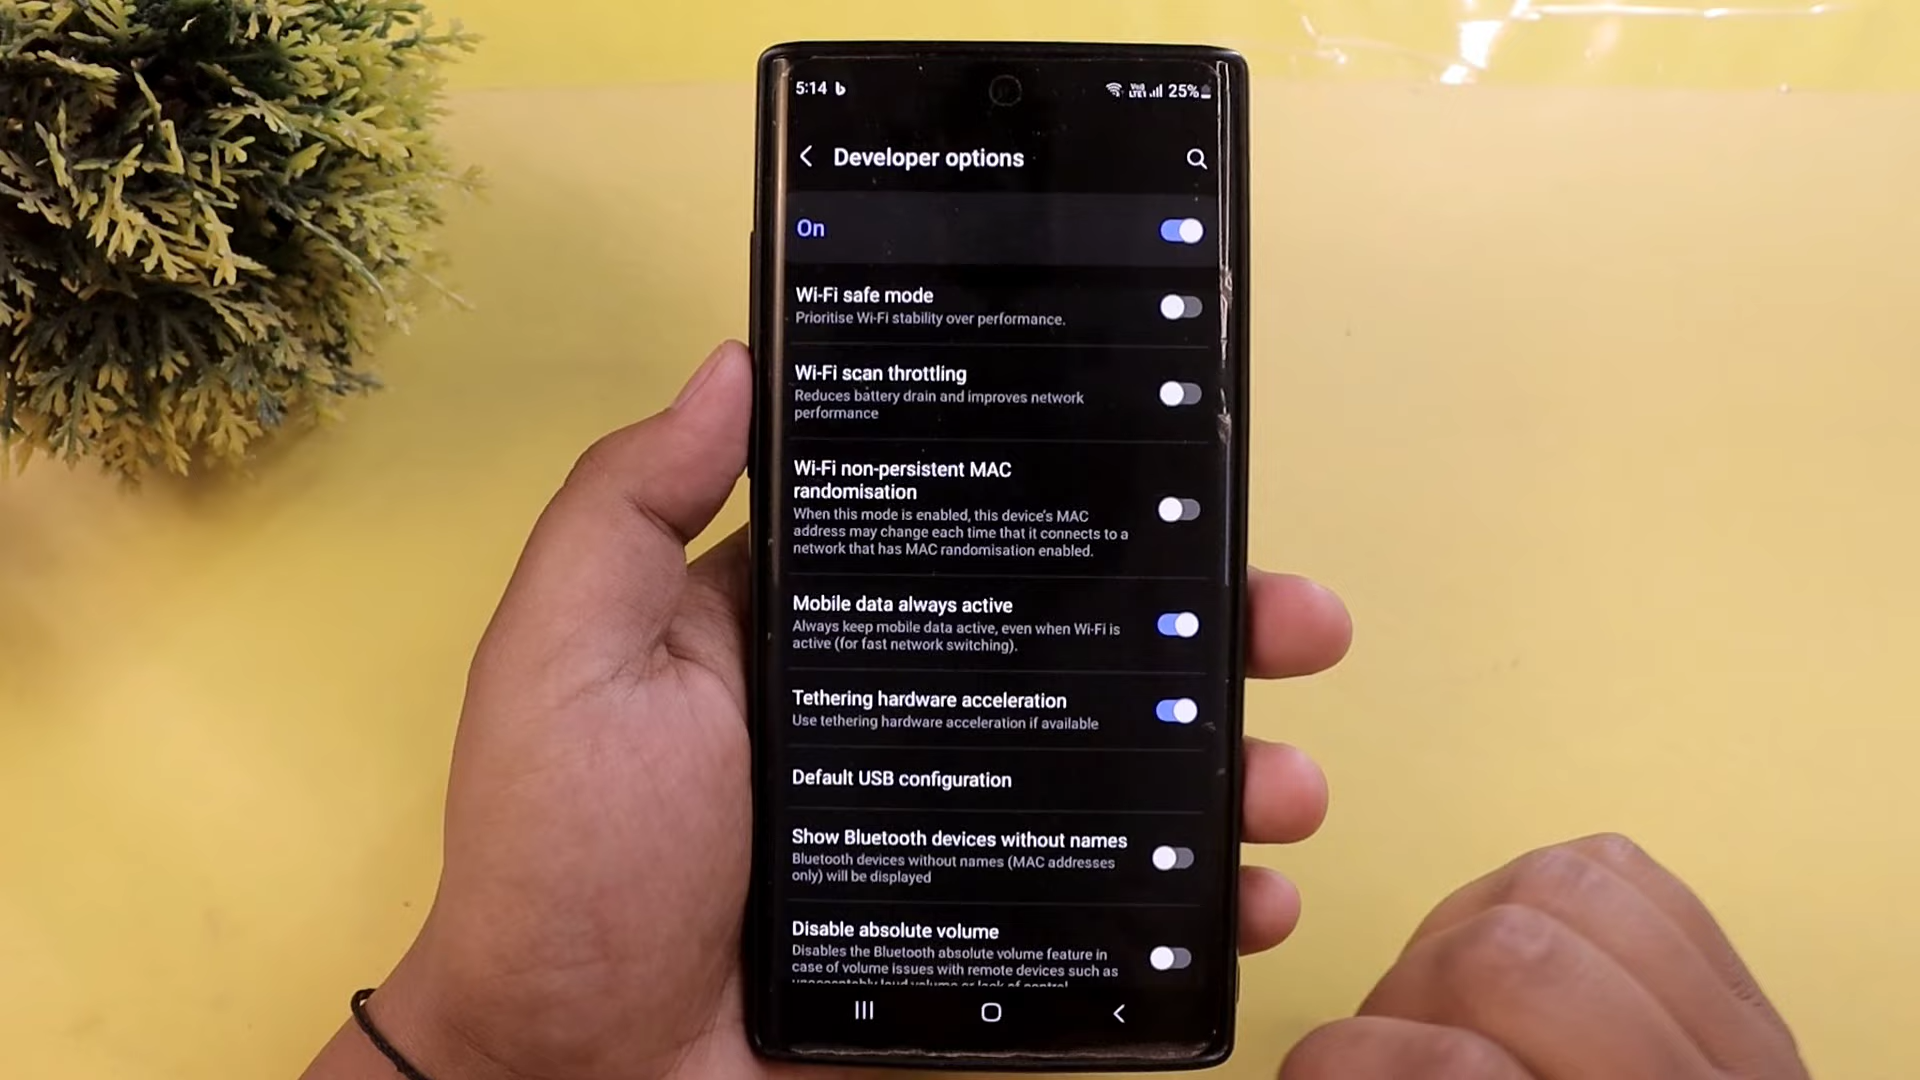 5:14 25%
Developer options
On
Wi-Fi safe mode
Prioritise Wi-Fi stability over performance.
Wi-Fi scan throttling
Reduces battery drain and improves network
performance
Wi-Fi non-persistent MAC
randomisation
When this mode is enabled, this device's MAC
address may change each time that it connects to a
network that has MAC randomisation enabled.
Mobile data always active
Always keep mobile data active, even when Wi-Fi is
active (for fast network switching).
Tethering hardware acceleration
Use tethering hardware acceleration if available
Default USB configuration
Show Bluetooth devices without names
Bluetooth devices without names (MAC addresses
only) will be displayed
Disable absolute volume
Disables the Bluetooth absolute volume feature in
case of volume issues with remote devices such as